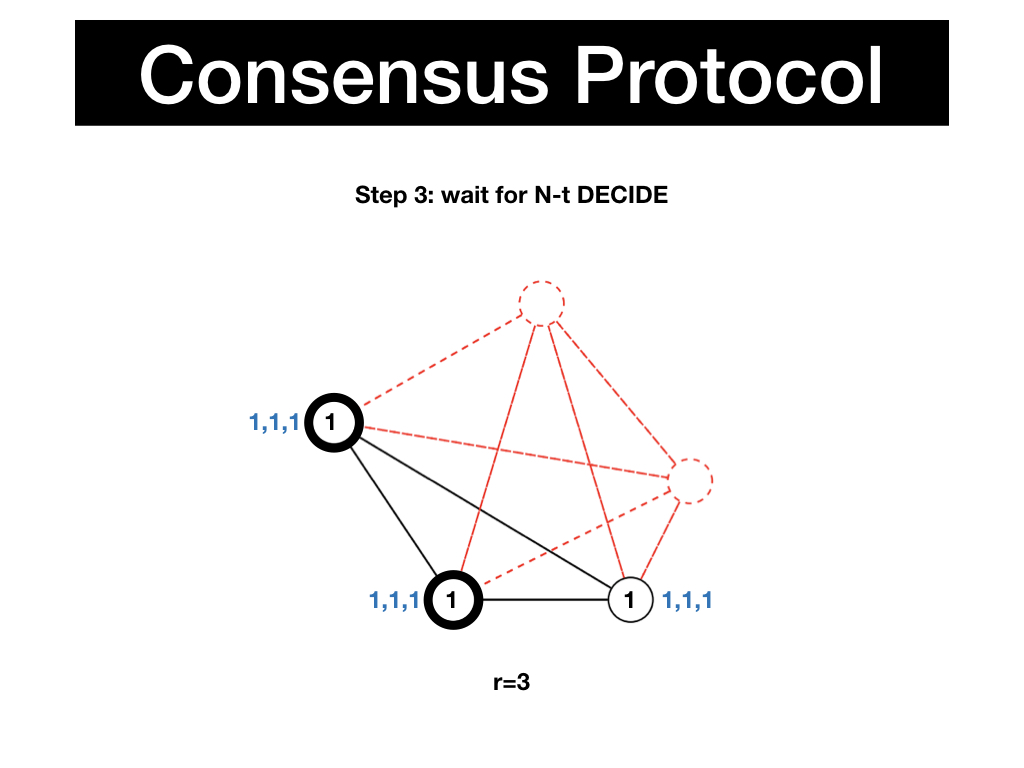 Consensus Protocol
Step 3: wait for N-t DECIDE
1,1,1 1
1,1,1 1
1 1,1,1
r=3